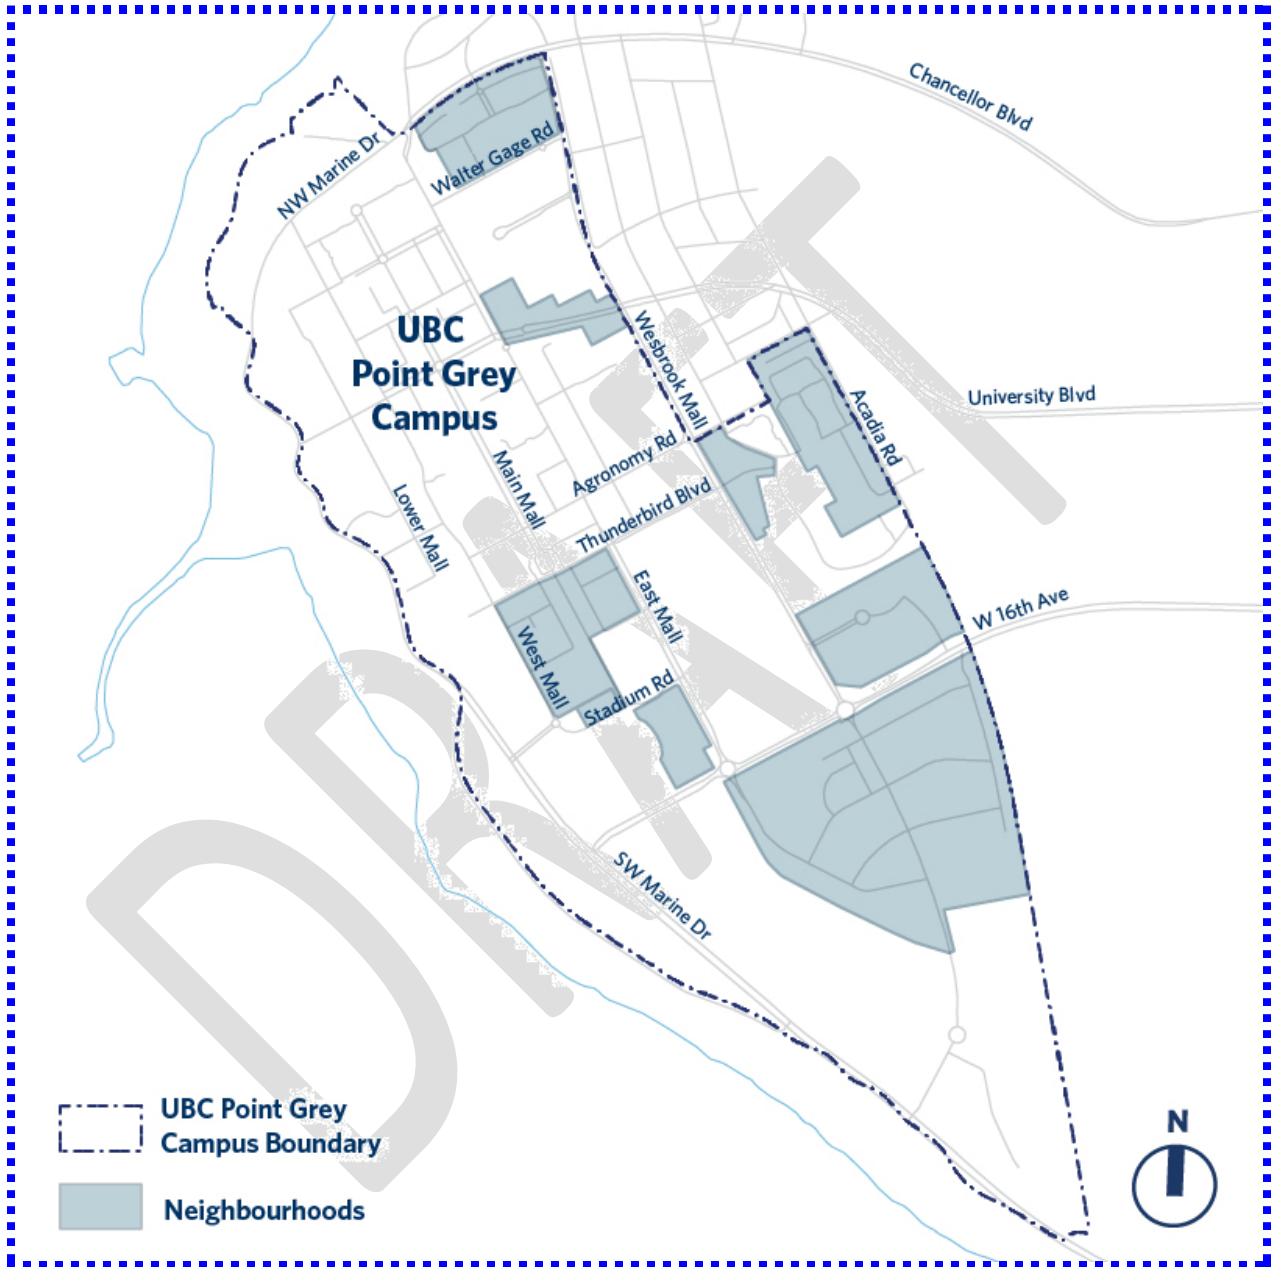 Chancellor Blvd
NW Marine Dr
Walter Gage Rd
UBC
Point Grey
Campus
Wesbrook Mall
University Blvd
Acadia Rd
Agronomy Rd
Main Mall
Thunderbird Blvd
Lower Mall
East Mall
W 16th Ave
West Mall
Stadium Rd
SW Marine Dr
DRAFT
UBC Point Grey
Campus Boundary
Neighbourhoods
N